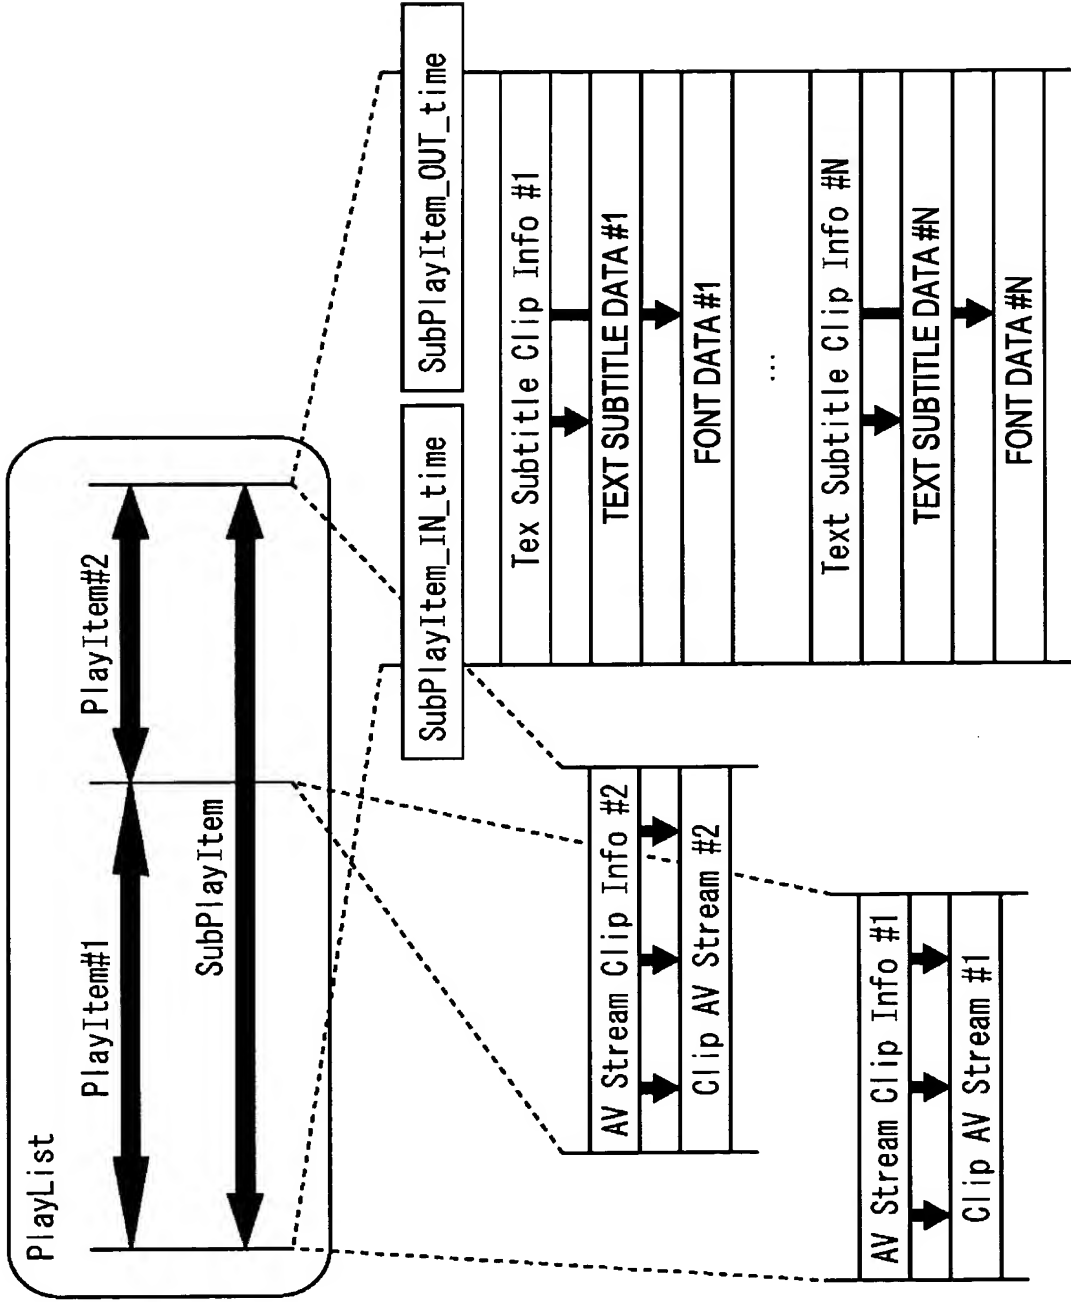 PlayList
PlayItem#1
PlayItem#2
SubPlayItem
SubPlayItem_IN_time
SubPlayItem_OUT_time
Tex Subtitle Clip Info #1
TEXT SUBTITLE DATA#1
FONT DATA#1
...
Text Subtitle Clip Info #N
TEXT SUBTITLE DATA#N
FONT DATA#N
AV Stream Clip Info #2
Clip AV Stream #2
AV Stream Clip Info #1
Clip AV Stream #1